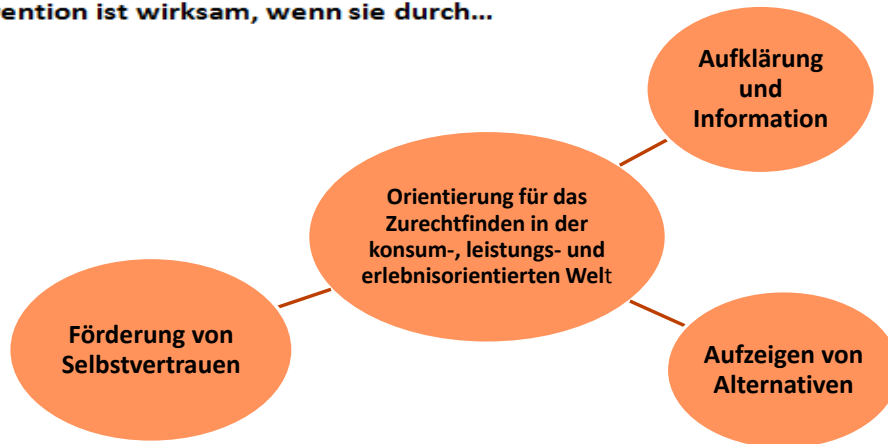 ention ist wirksam, wenn sie durch...
Aufklärung
und
Information
Orientierung für das
Zurechtfinden in der
konsum-, leistungs- und
erlebnisorientierten Welt
Förderung von
Selbstvertrauen
Aufzeigen von
Alternativen